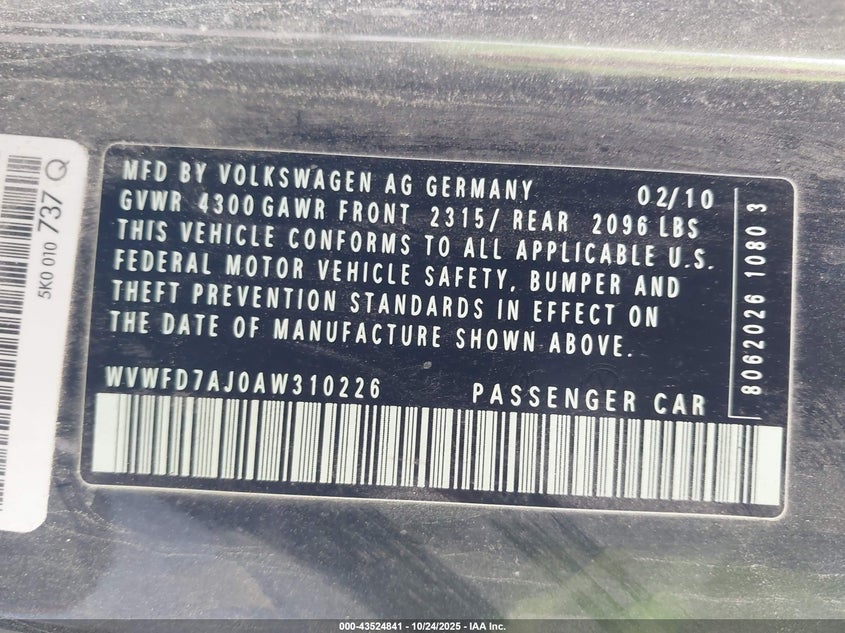 MFD BY VOLKSWAGEN AG GERMANY 02/10
GVWR 4300 GAWR FRONT 2315/ REAR 2096 LBS
THIS VEHICLE CONFORMS TO ALL APPLICABLE U.S.
FEDERAL MOTOR VEHICLE SAFETY, BUMPER AND
THEFT PREVENTION STANDARDS IN EFFECT ON
THE DATE OF MANUFACTURE SHOWN ABOVE.
WVWFD7AJ0AW310226 PASSENGER CAR
8062026 1080 3
5K0 010 737 Q
000-43524841 - 10/24/2025 - IAA Inc.